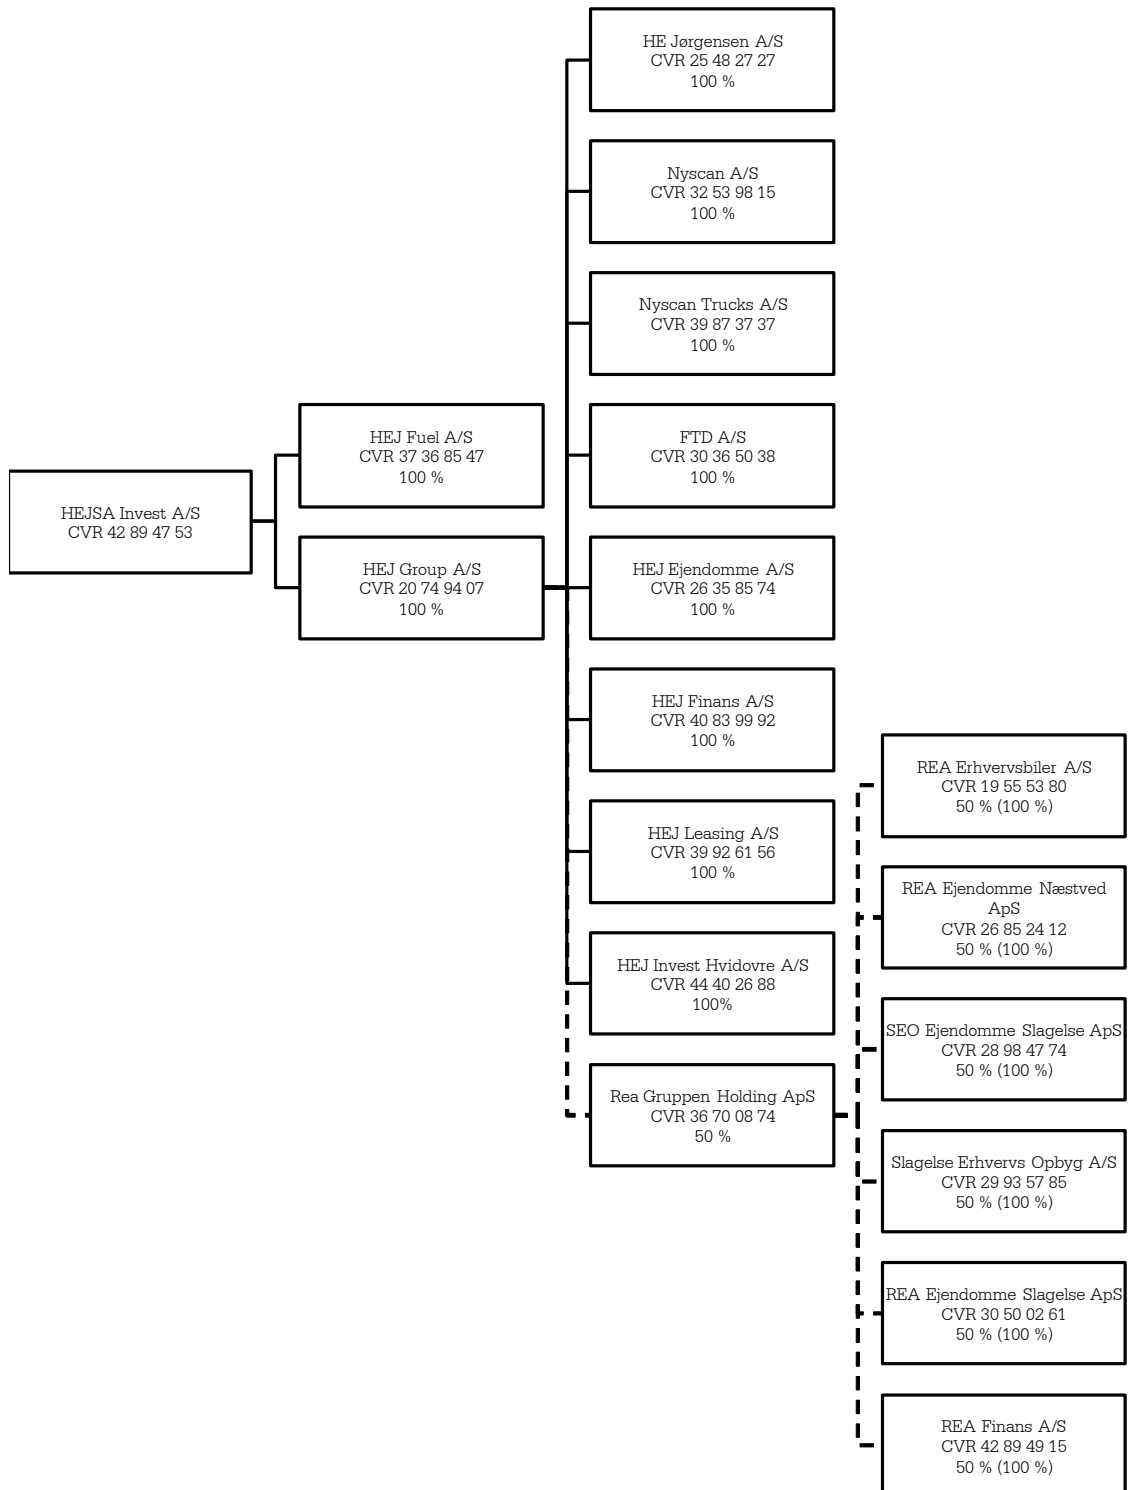 HEJSA Invest A/S
CVR 42 89 47 53
HEJ Fuel A/S
CVR 37 36 85 47
100 %
HEJ Group A/S
CVR 20 74 94 07
100 %
HE Jørgensen A/S
CVR 25 48 27 27
100 %
Nyscan A/S
CVR 32 53 98 15
100 %
Nyscan Trucks A/S
CVR 39 87 37 37
100 %
FTD A/S
CVR 30 36 50 38
100 %
HEJ Ejendomme A/S
CVR 26 35 85 74
100 %
HEJ Finans A/S
CVR 40 83 99 92
100 %
HEJ Leasing A/S
CVR 39 92 61 56
100 %
HEJ Invest Hvidovre A/S
CVR 44 40 26 88
100%
Rea Gruppen Holding ApS
CVR 36 70 08 74
50 %
REA Erhvervsbiler A/S
CVR 19 55 53 80
50 % (100 %)
REA Ejendomme Næstved
ApS
CVR 26 85 24 12
50 % (100 %)
SEO Ejendomme Slagelse ApS
CVR 28 98 47 74
50 % (100 %)
Slagelse Erhvervs Opbyg A/S
CVR 29 93 57 85
50 % (100 %)
REA Ejendomme Slagelse ApS
CVR 30 50 02 61
50 % (100 %)
REA Finans A/S
CVR 42 89 49 15
50 % (100 %)